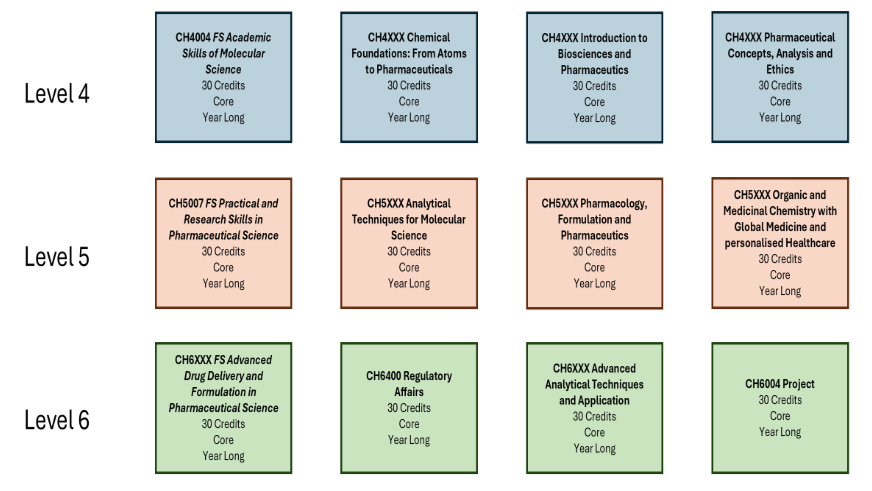 Level 4
CH4004 FS Academic
Skills of Molecular
Science
30 Credits
Core
Year Long
CH4XXX Chemical
Foundations: From Atoms
to Pharmaceuticals
30 Credits
Core
Year Long
CH4XXX Introduction to
Biosciences and
Pharmaceutics
30 Credits
Core
Year Long
CH4XXX Pharmaceutical
Concepts, Analysis and
Ethics
30 Credits
Core
Year Long
Level 5
CH5007 FS Practical and
Research Skills in
Pharmaceutical Science
30 Credits
Core
Year Long
CH5XXX Analytical
Techniques for Molecular
Science
30 Credits
Core
Year Long
CH5XXX Pharmacology,
Formulation and
Pharmaceutics
30 Credits
Core
Year Long
CH5XXX Organic and
Medicinal Chemistry with
Global Medicine and
personalised Healthcare
30 Credits
Core
Year Long
Level 6
CH6XXX FS Advanced
Drug Delivery and
Formulation in
Pharmaceutical Science
30 Credits
Core
Year Long
CH6400 Regulatory
Affairs
30 Credits
Core
Year Long
CH6XXX Advanced
Analytical Techniques
and Application
30 Credits
Core
Year Long
CH6004 Project
30 Credits
Core
Year Long